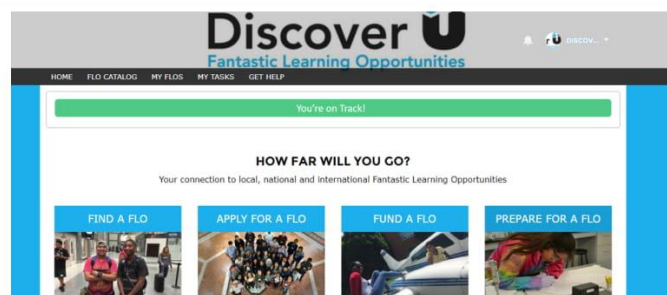 Discover U
Fantastic Learning Opportunities
DISCOV...
HOME FLO CATALOG MY FLOS MY TASKS GET HELP
You're on Track!
HOW FAR WILL YOU GO?
Your connection to local, national and international Fantastic Learning Opportunities
FIND A FLO APPLY FOR A FLO FUND A FLO PREPARE FOR A FLO